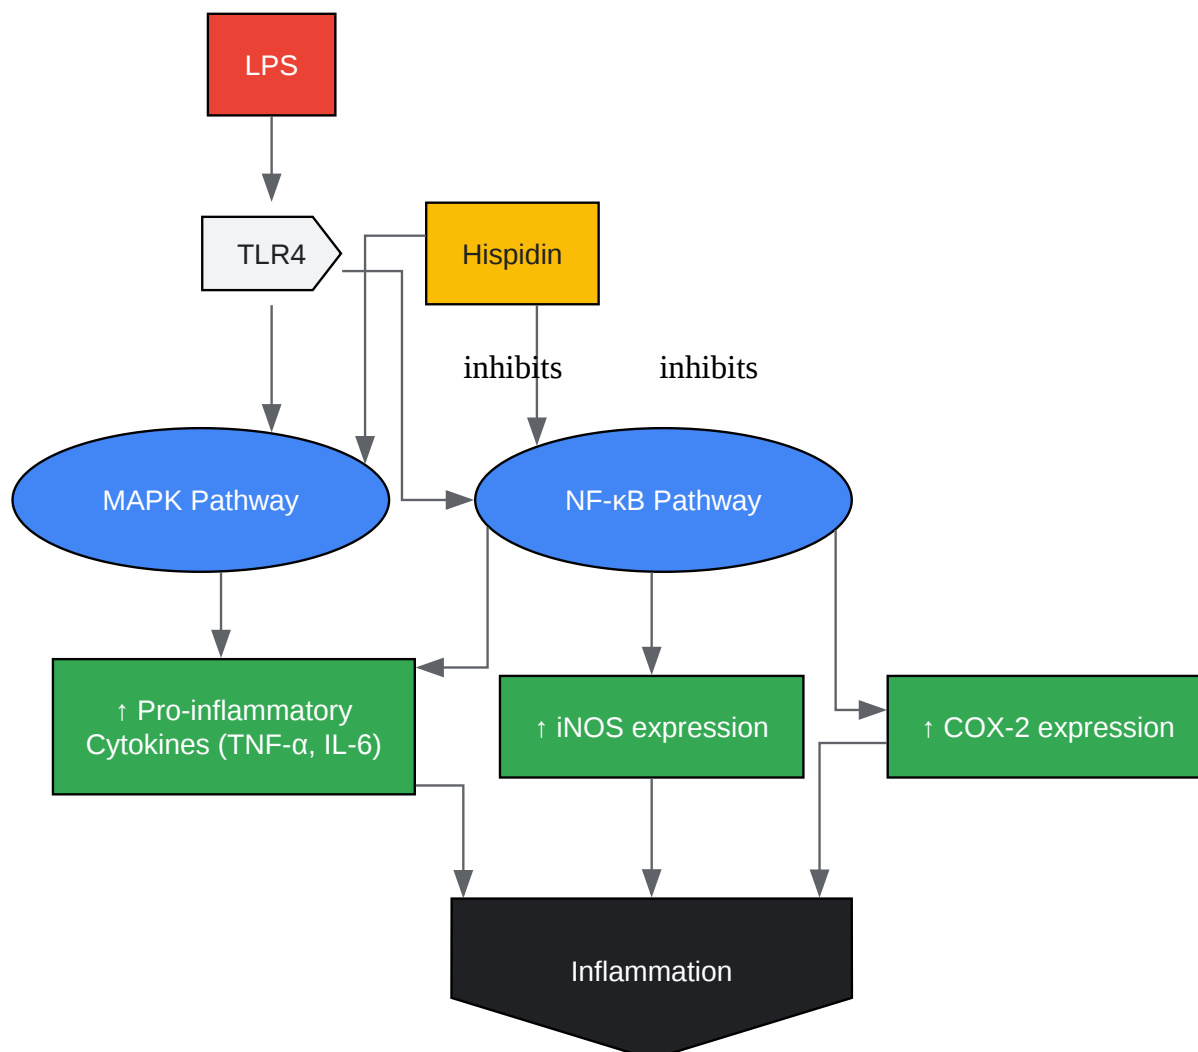 LPS
TLR4
Hispidin
inhibits
inhibits
MAPK Pathway
NF-κB Pathway
↑ Pro-inflammatory
Cytokines (TNF-α, IL-6)
↑ iNOS expression
↑ COX-2 expression
Inflammation